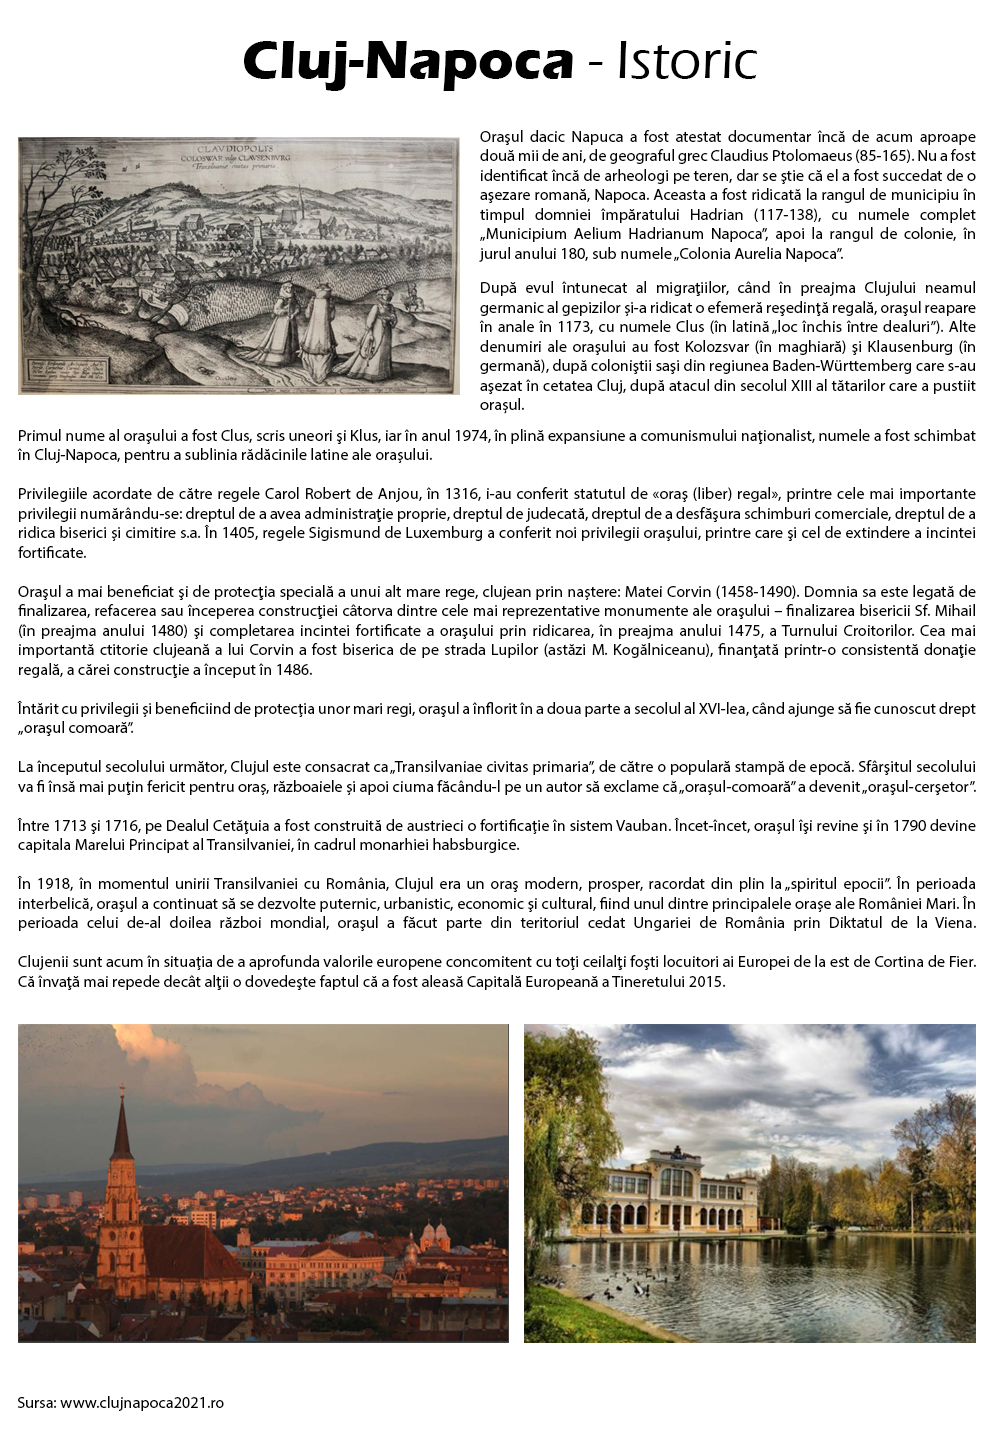 Cluj-Napoca - Istoric
CLAVDIOPOLIS
COLOSWAR vulgo CLAVSENBVRG
Transilvaniæ civitas primaria
Oraşul dacic Napuca a fost atestat documentar încă de acum aproape
două mii de ani, de geograful grec Claudius Ptolomaeus (85-165). Nu a fost
identificat încă de arheologi pe teren, dar se știe că el a fost succedat de o
aşezare romană, Napoca. Aceasta a fost ridicată la rangul de municipiu în
timpul domniei împăratului Hadrian (117-138), cu numele complet
„Municipium Aelium Hadrianum Napoca”, apoi la rangul de colonie, în
jurul anului 180, sub numele „Colonia Aurelia Napoca”.
După evul întunecat al migraţiilor, când în preajma Clujului neamul
germanic al gepizilor și-a ridicat o efemeră reşedinţă regală, oraşul reapare
în anale în 1173, cu numele Clus (în latină „loc închis între dealuri”). Alte
denumiri ale oraşului au fost Kolozsvar (în maghiară) şi Klausenburg (în
germană), după coloniştii saşi din regiunea Baden-Württemberg care s-au
aşezat în cetatea Cluj, după atacul din secolul XIII al tătarilor care a pustiit
orașul.
Primul nume al oraşului a fost Clus, scris uneori şi Klus, iar în anul 1974, în plină expansiune a comunismului naţionalist, numele a fost schimbat
în Cluj-Napoca, pentru a sublinia rădăcinile latine ale orașului.
Privilegiile acordate de către regele Carol Robert de Anjou, în 1316, i-au conferit statutul de «oraş (liber) regal», printre cele mai importante
privilegii numărându-se: dreptul de a avea administraţie proprie, dreptul de judecată, dreptul de a desfăşura schimburi comerciale, dreptul de a
ridica biserici și cimitire s.a. În 1405, regele Sigismund de Luxemburg a conferit noi privilegii oraşului, printre care şi cel de extindere a incintei
fortificate.
Oraşul a mai beneficiat şi de protecţia specială a unui alt mare rege, clujean prin naștere: Matei Corvin (1458-1490). Domnia sa este legată de
finalizarea, refacerea sau începerea construcţiei câtorva dintre cele mai reprezentative monumente ale oraşului – finalizarea bisericii Sf. Mihail
(în preajma anului 1480) şi completarea incintei fortificate a oraşului prin ridicarea, în preajma anului 1475, a Turnului Croitorilor. Cea mai
importantă ctitorie clujeană a lui Corvin a fost biserica de pe strada Lupilor (astăzi M. Kogălniceanu), finanţată printr-o consistentă donaţie
regală, a cărei construcţie a început în 1486.
Întărit cu privilegii și beneficiind de protecția unor mari regi, oraşul a înflorit în a doua parte a secolul al XVI-lea, când ajunge să fie cunoscut drept
„oraşul comoară”.
La începutul secolului următor, Clujul este consacrat ca „Transilvaniae civitas primaria”, de către o populară stampă de epocă. Sfârşitul secolului
va fi însă mai puţin fericit pentru oraș, războaiele și apoi ciuma făcându-l pe un autor să exclame că „orașul-comoară” a devenit „oraşul-cerşetor”.
Între 1713 şi 1716, pe Dealul Cetăţuia a fost construită de austrieci o fortificaţie în sistem Vauban. Încet-încet, orașul îşi revine şi în 1790 devine
capitala Marelui Principat al Transilvaniei, în cadrul monarhiei habsburgice.
În 1918, în momentul unirii Transilvaniei cu România, Clujul era un oraş modern, prosper, racordat din plin la „spiritul epocii”. În perioada
interbelică, oraşul a continuat să se dezvolte puternic, urbanistic, economic şi cultural, fiind unul dintre principalele orașe ale României Mari. În
perioada celui de-al doilea război mondial, oraşul a făcut parte din teritoriul cedat Ungariei de România prin Diktatul de la Viena.
Clujenii sunt acum în situaţia de a aprofunda valorile europene concomitent cu toţi ceilalţi foşti locuitori ai Europei de la est de Cortina de Fier.
Că învaţă mai repede decât alţii o dovedeşte faptul că a fost aleasă Capitală Europeană a Tineretului 2015.
Sursa: www.clujnapoca2021.ro